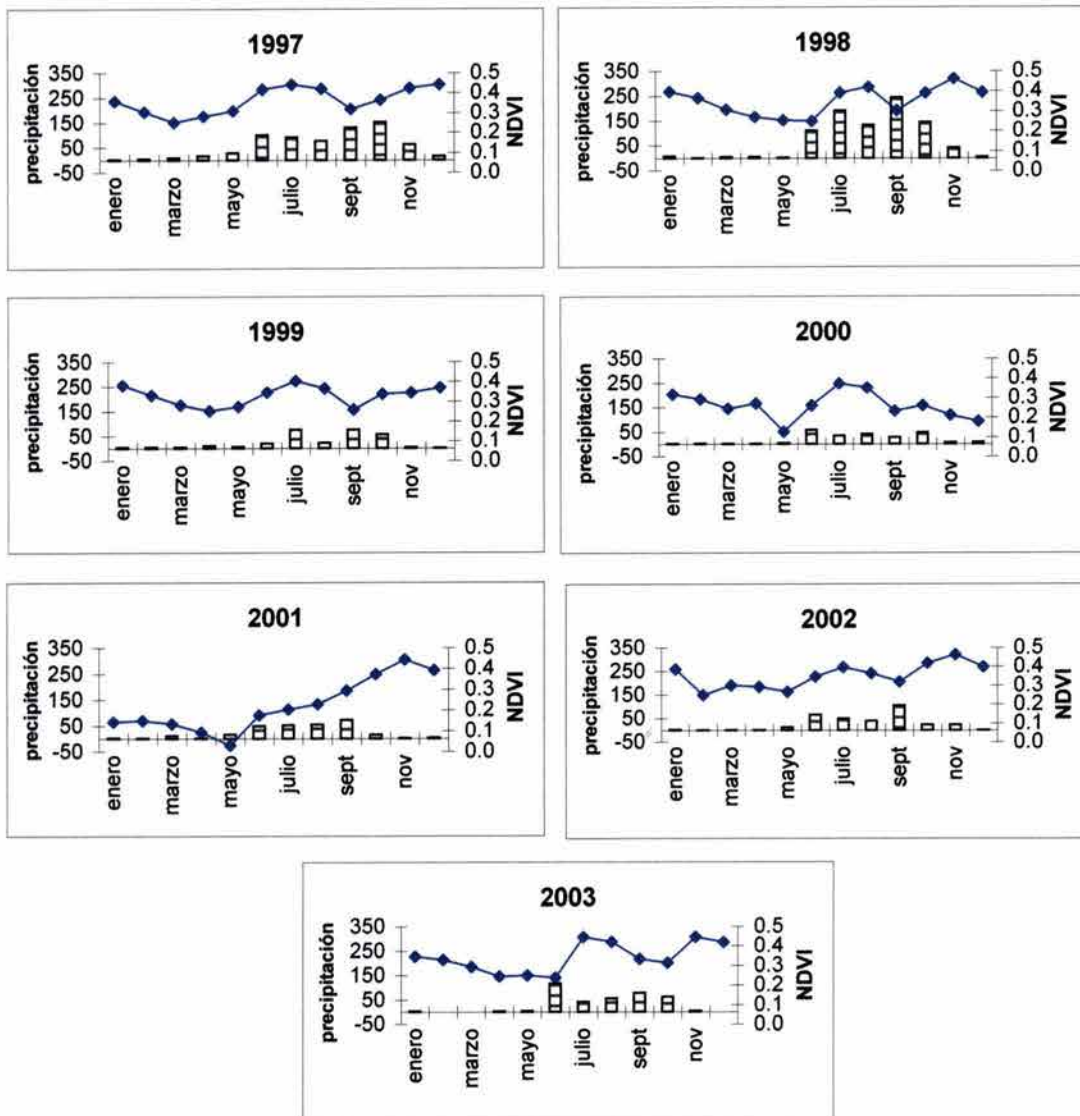 1997
precipitación
350
250
150
50
-50
0.5
0.4
0.3
0.2
0.1
0.0
NDVI
enero
marzo
mayo
julio
sept
nov
1998
precipitación
350
250
150
50
-50
0.5
0.4
0.3
0.2
0.1
0.0
NDVI
enero
marzo
mayo
julio
sept
nov
1999
precipitación
350
250
150
50
-50
0.5
0.4
0.3
0.2
0.1
0.0
NDVI
enero
marzo
mayo
julio
sept
nov
2000
precipitación
350
250
150
50
-50
0.5
0.4
0.3
0.2
0.1
0.0
NDVI
enero
marzo
mayo
julio
sept
nov
2001
precipitación
350
250
150
50
-50
0.5
0.4
0.3
0.2
0.1
0.0
NDVI
enero
marzo
mayo
julio
sept
nov
2002
precipitación
350
250
150
50
-50
0.5
0.4
0.3
0.2
0.1
0.0
NDVI
enero
marzo
mayo
julio
sept
nov
2003
precipitación
350
250
150
50
-50
0.5
0.4
0.3
0.2
0.1
0.0
NDVI
enero
marzo
mayo
julio
sept
nov